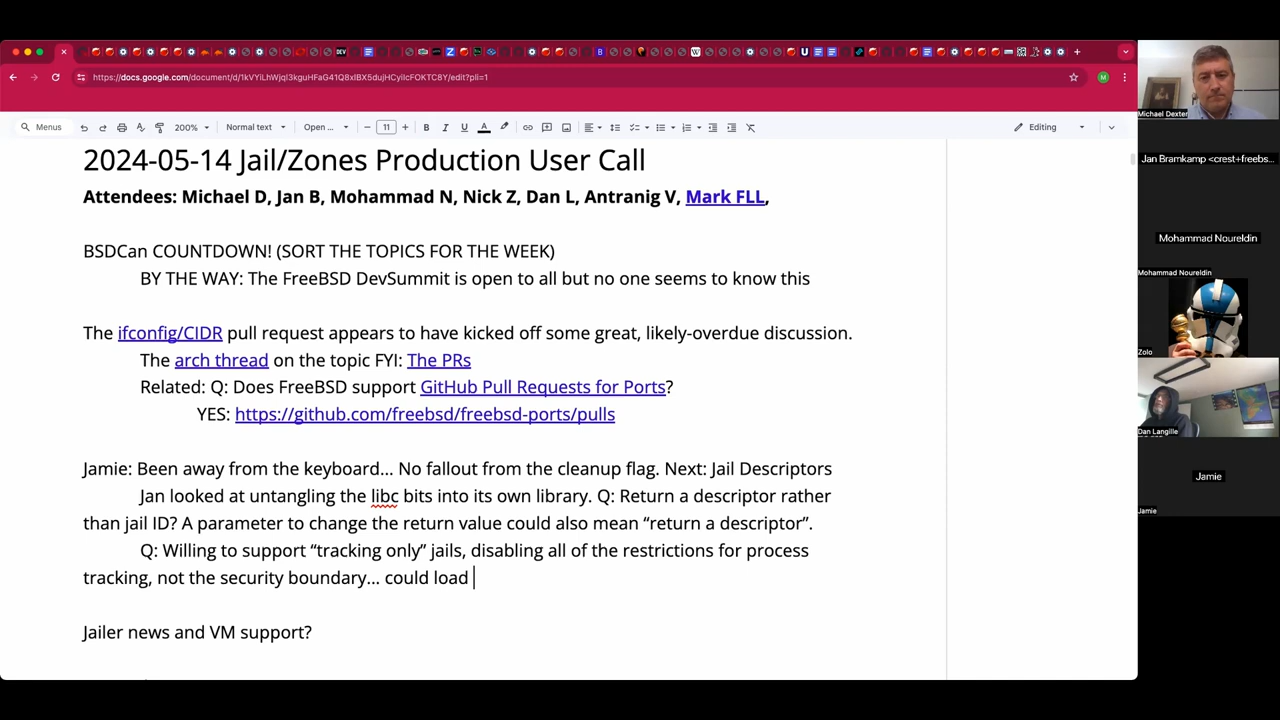 https://docs.google.com/document/d/1kVYiLhWjql3kguHFaG41Q8xlBX5dujHCyilcFOKTC8Y/edit?pli=1
M
Menus
200%
Normal text
Open ...
11
Editing
2024-05-14 Jail/Zones Production User Call
Attendees: Michael D, Jan B, Mohammad N, Nick Z, Dan L, Antranig V, Mark FLL,
BSDCan COUNTDOWN! (SORT THE TOPICS FOR THE WEEK)
BY THE WAY: The FreeBSD DevSummit is open to all but no one seems to know this
The ifconfig/CIDR pull request appears to have kicked off some great, likely-overdue discussion.
The arch thread on the topic FYI: The PRs
Related: Q: Does FreeBSD support GitHub Pull Requests for Ports?
YES: https://github.com/freebsd/freebsd-ports/pulls
Jamie: Been away from the keyboard... No fallout from the cleanup flag. Next: Jail Descriptors
Jan looked at untangling the libc bits into its own library. Q: Return a descriptor rather
than jail ID? A parameter to change the return value could also mean “return a descriptor”.
Q: Willing to support “tracking only” jails, disabling all of the restrictions for process
tracking, not the security boundary... could load
Jailer news and VM support?
Michael Dexter
Jan Bramkamp <crest+freebs...
Mohammad Noureldin
Mohammad Noureldin
Zolo
Dan Langille
Jamie
Jamie